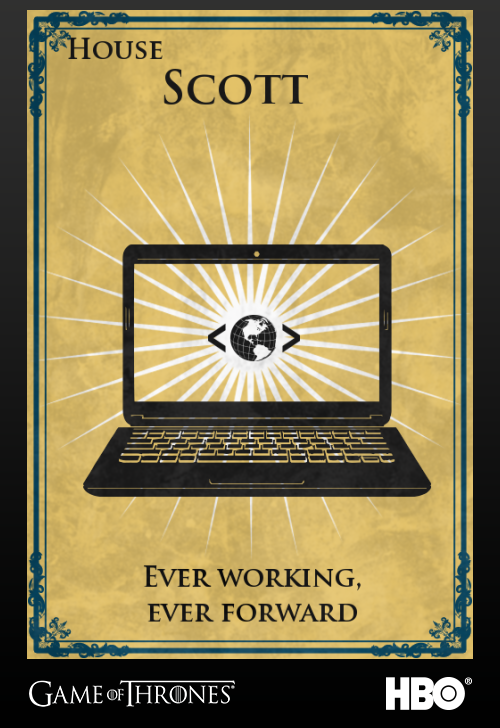 House
Scott
< >
Ever working,
ever forward
Game of Thrones®
HBO®